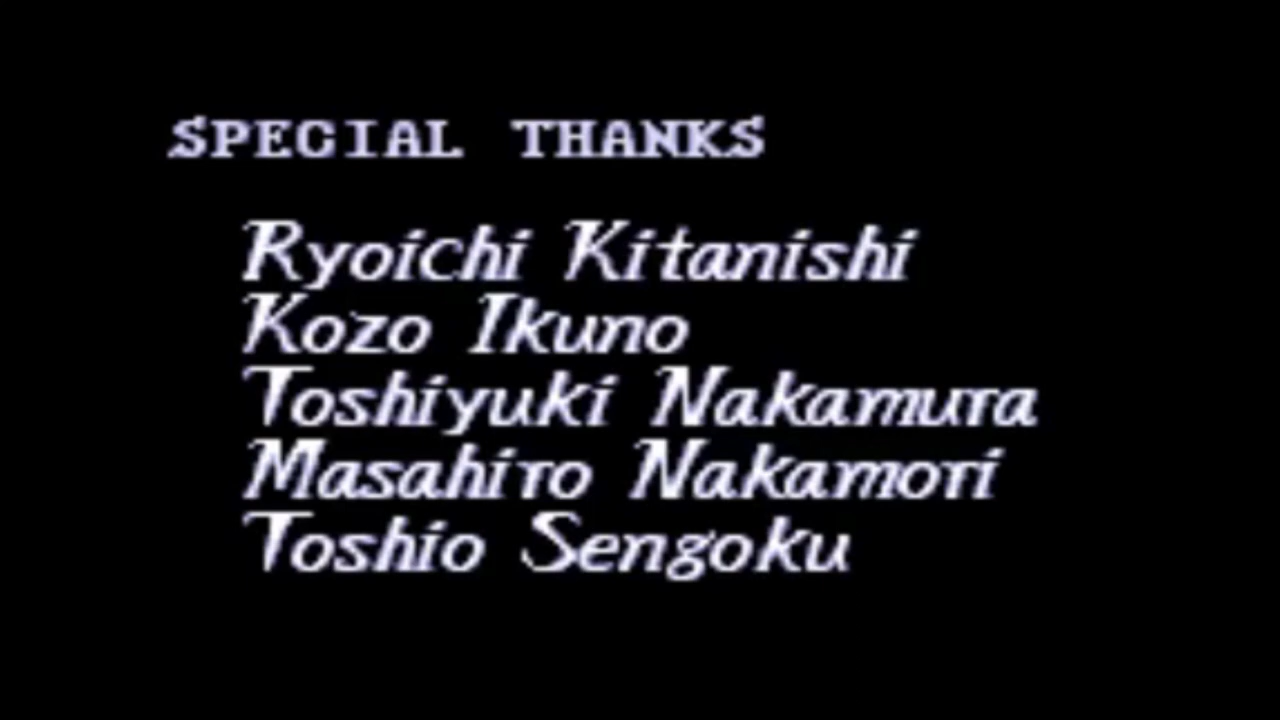 SPECIAL THANKS
Ryoichi Kitanishi
Kozo Ikuno
Toshiyuki Nakamura
Masahiro Nakamori
Toshio Sengoku